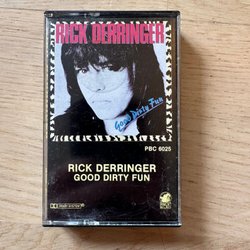 RICK DERRINGER
Good Dirty Fun
PBC 6025
RICK DERRINGER
GOOD DIRTY FUN